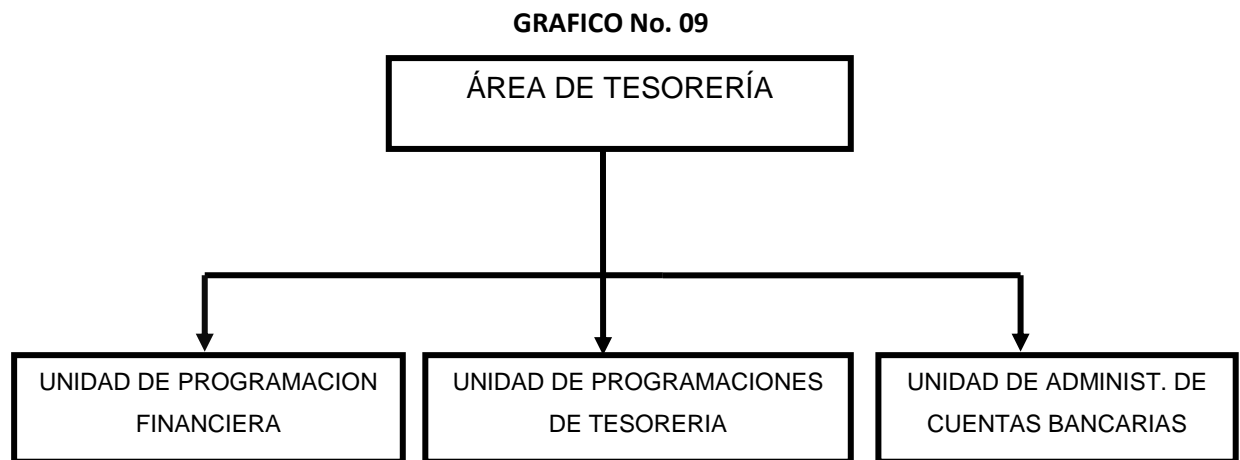 GRAFICO No. 09
ÁREA DE TESORERÍA
UNIDAD DE PROGRAMACION
FINANCIERA
UNIDAD DE PROGRAMACIONES
DE TESORERIA
UNIDAD DE ADMINIST. DE
CUENTAS BANCARIAS